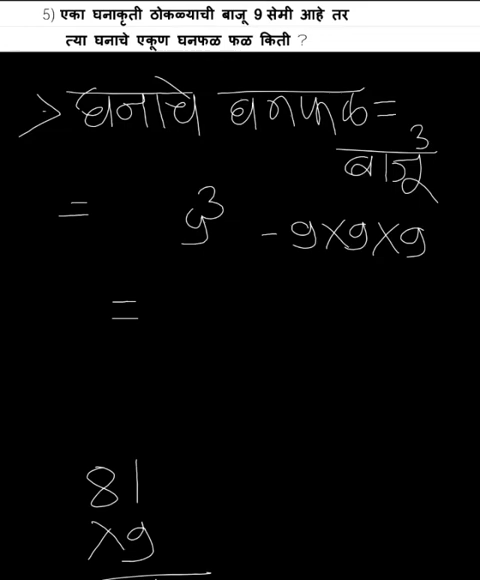 5) एका घनाकृती ठोकळ्याची बाजू 9 सेमी आहे तर
त्या घनाचे एकूण घनफळ फळ किती ?
> घनाचे घनफळ =
बाजू³
= 9³ - 9×9×9
=
81
×9